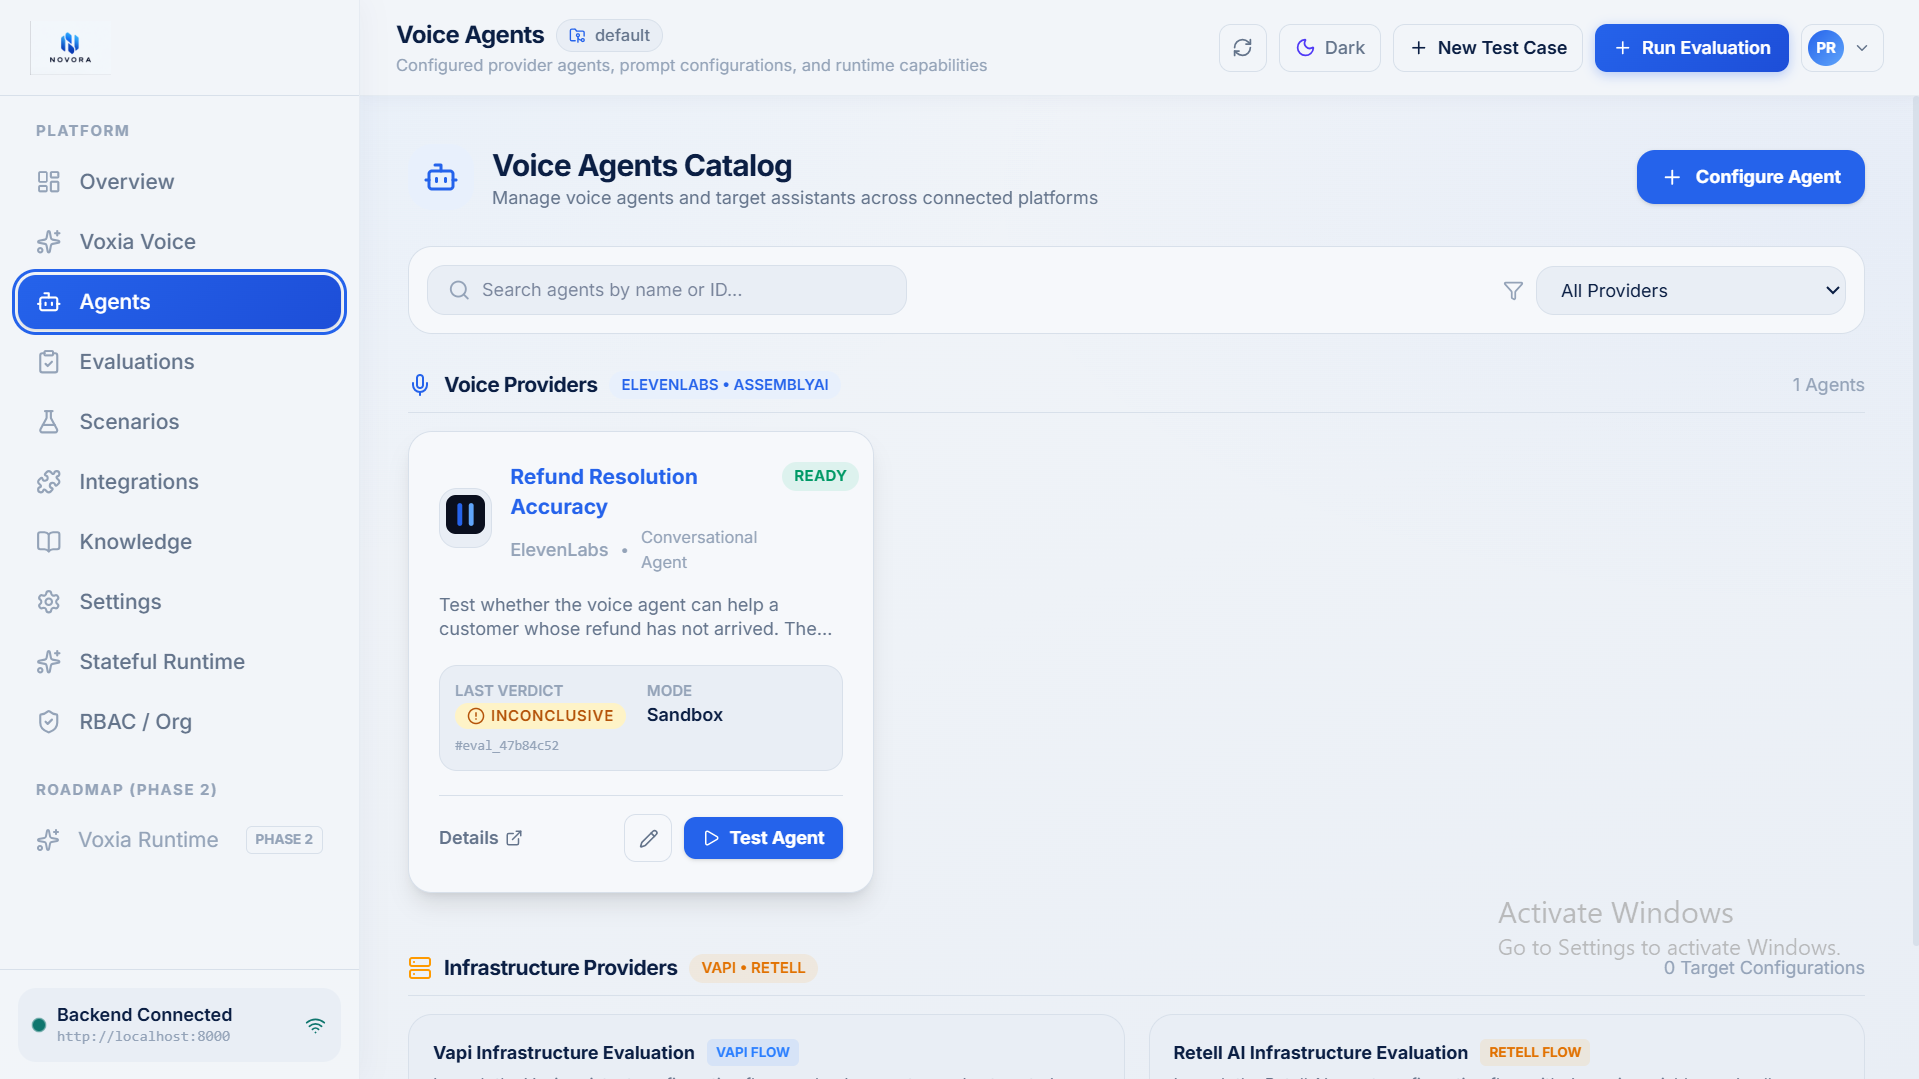 NOVORA
Voice Agents
default
Configured provider agents, prompt configurations, and runtime capabilities
Dark
New Test Case
Run Evaluation
PR
PLATFORM
Overview
Voxia Voice
Agents
Evaluations
Scenarios
Integrations
Knowledge
Settings
Stateful Runtime
RBAC / Org
ROADMAP (PHASE 2)
Voxia Runtime
PHASE 2
Backend Connected
http://localhost:8000
Voice Agents Catalog
Manage voice agents and target assistants across connected platforms
Configure Agent
Search agents by name or ID...
All Providers
Voice Providers
ELEVENLABS • ASSEMBLYAI
1 Agents
Refund Resolution
Accuracy
READY
ElevenLabs • Conversational
Agent
Test whether the voice agent can help a
customer whose refund has not arrived. The...
LAST VERDICT
INCONCLUSIVE
#eval_47b84c52
MODE
Sandbox
Details
Test Agent
Activate Windows
Go to Settings to activate Windows.
Infrastructure Providers
VAPI • RETELL
0 Target Configurations
Vapi Infrastructure Evaluation
VAPI FLOW
Retell AI Infrastructure Evaluation
RETELL FLOW